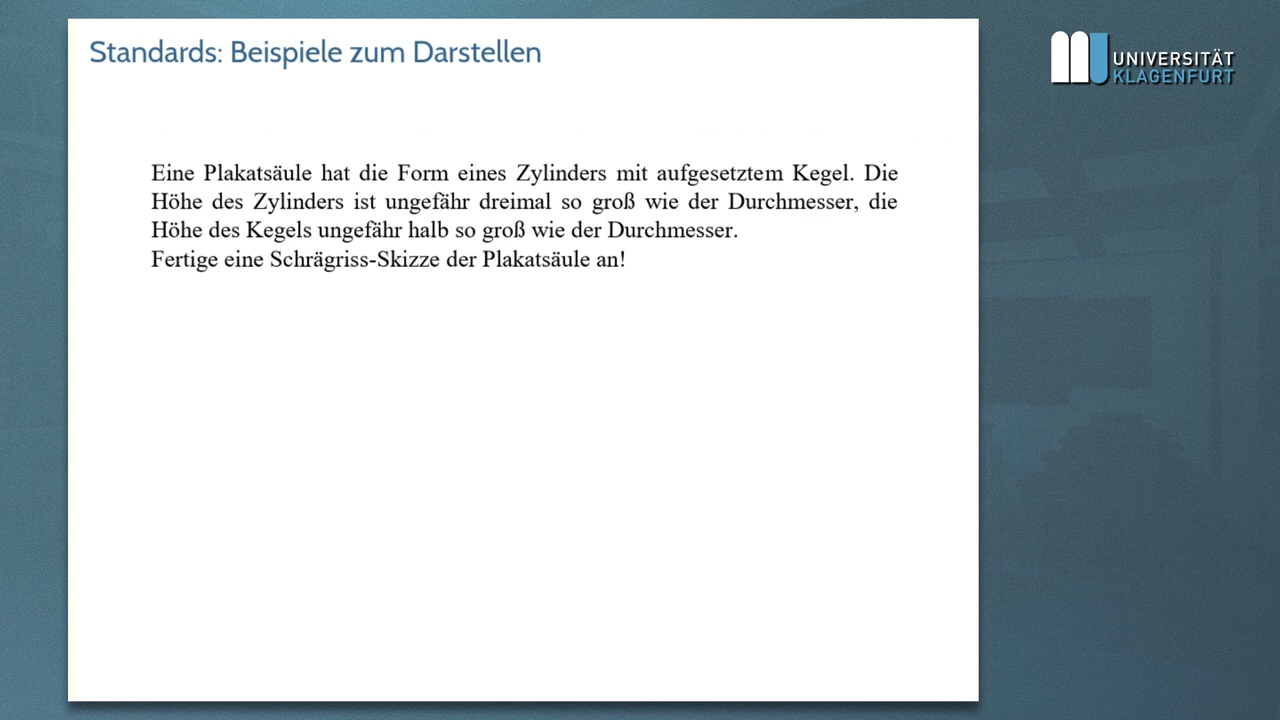 Standards: Beispiele zum Darstellen
UNIVERSITÄT
KLAGENFURT
Eine Plakatsäule hat die Form eines Zylinders mit aufgesetztem Kegel. Die
Höhe des Zylinders ist ungefähr dreimal so groß wie der Durchmesser, die
Höhe des Kegels ungefähr halb so groß wie der Durchmesser.
Fertige eine Schrägriss-Skizze der Plakatsäule an!